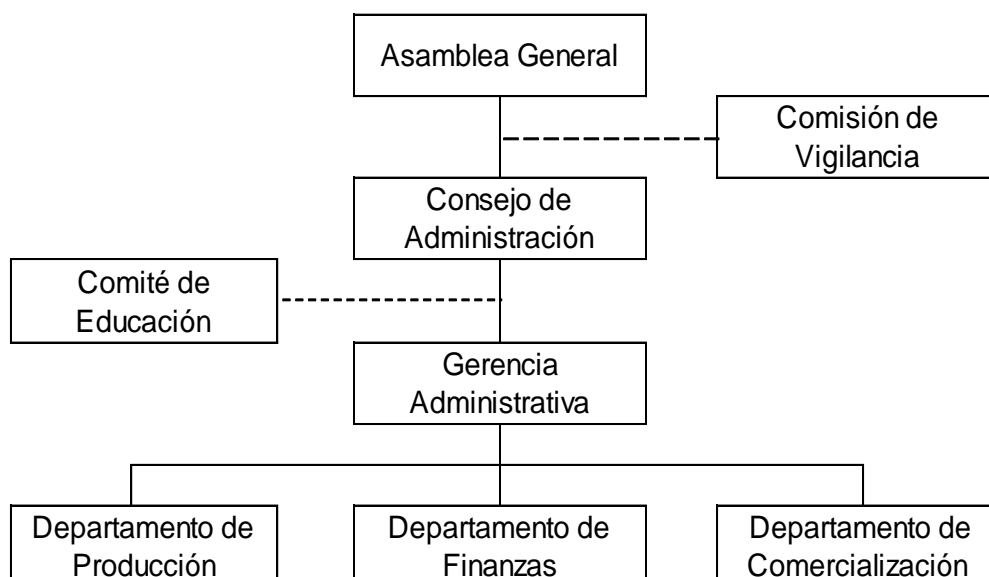 Asamblea General
Comisión de
Vigilancia
Consejo de
Administración
Comité de
Educación
Gerencia
Administrativa
Departamento de
Producción
Departamento de
Finanzas
Departamento de
Comercialización